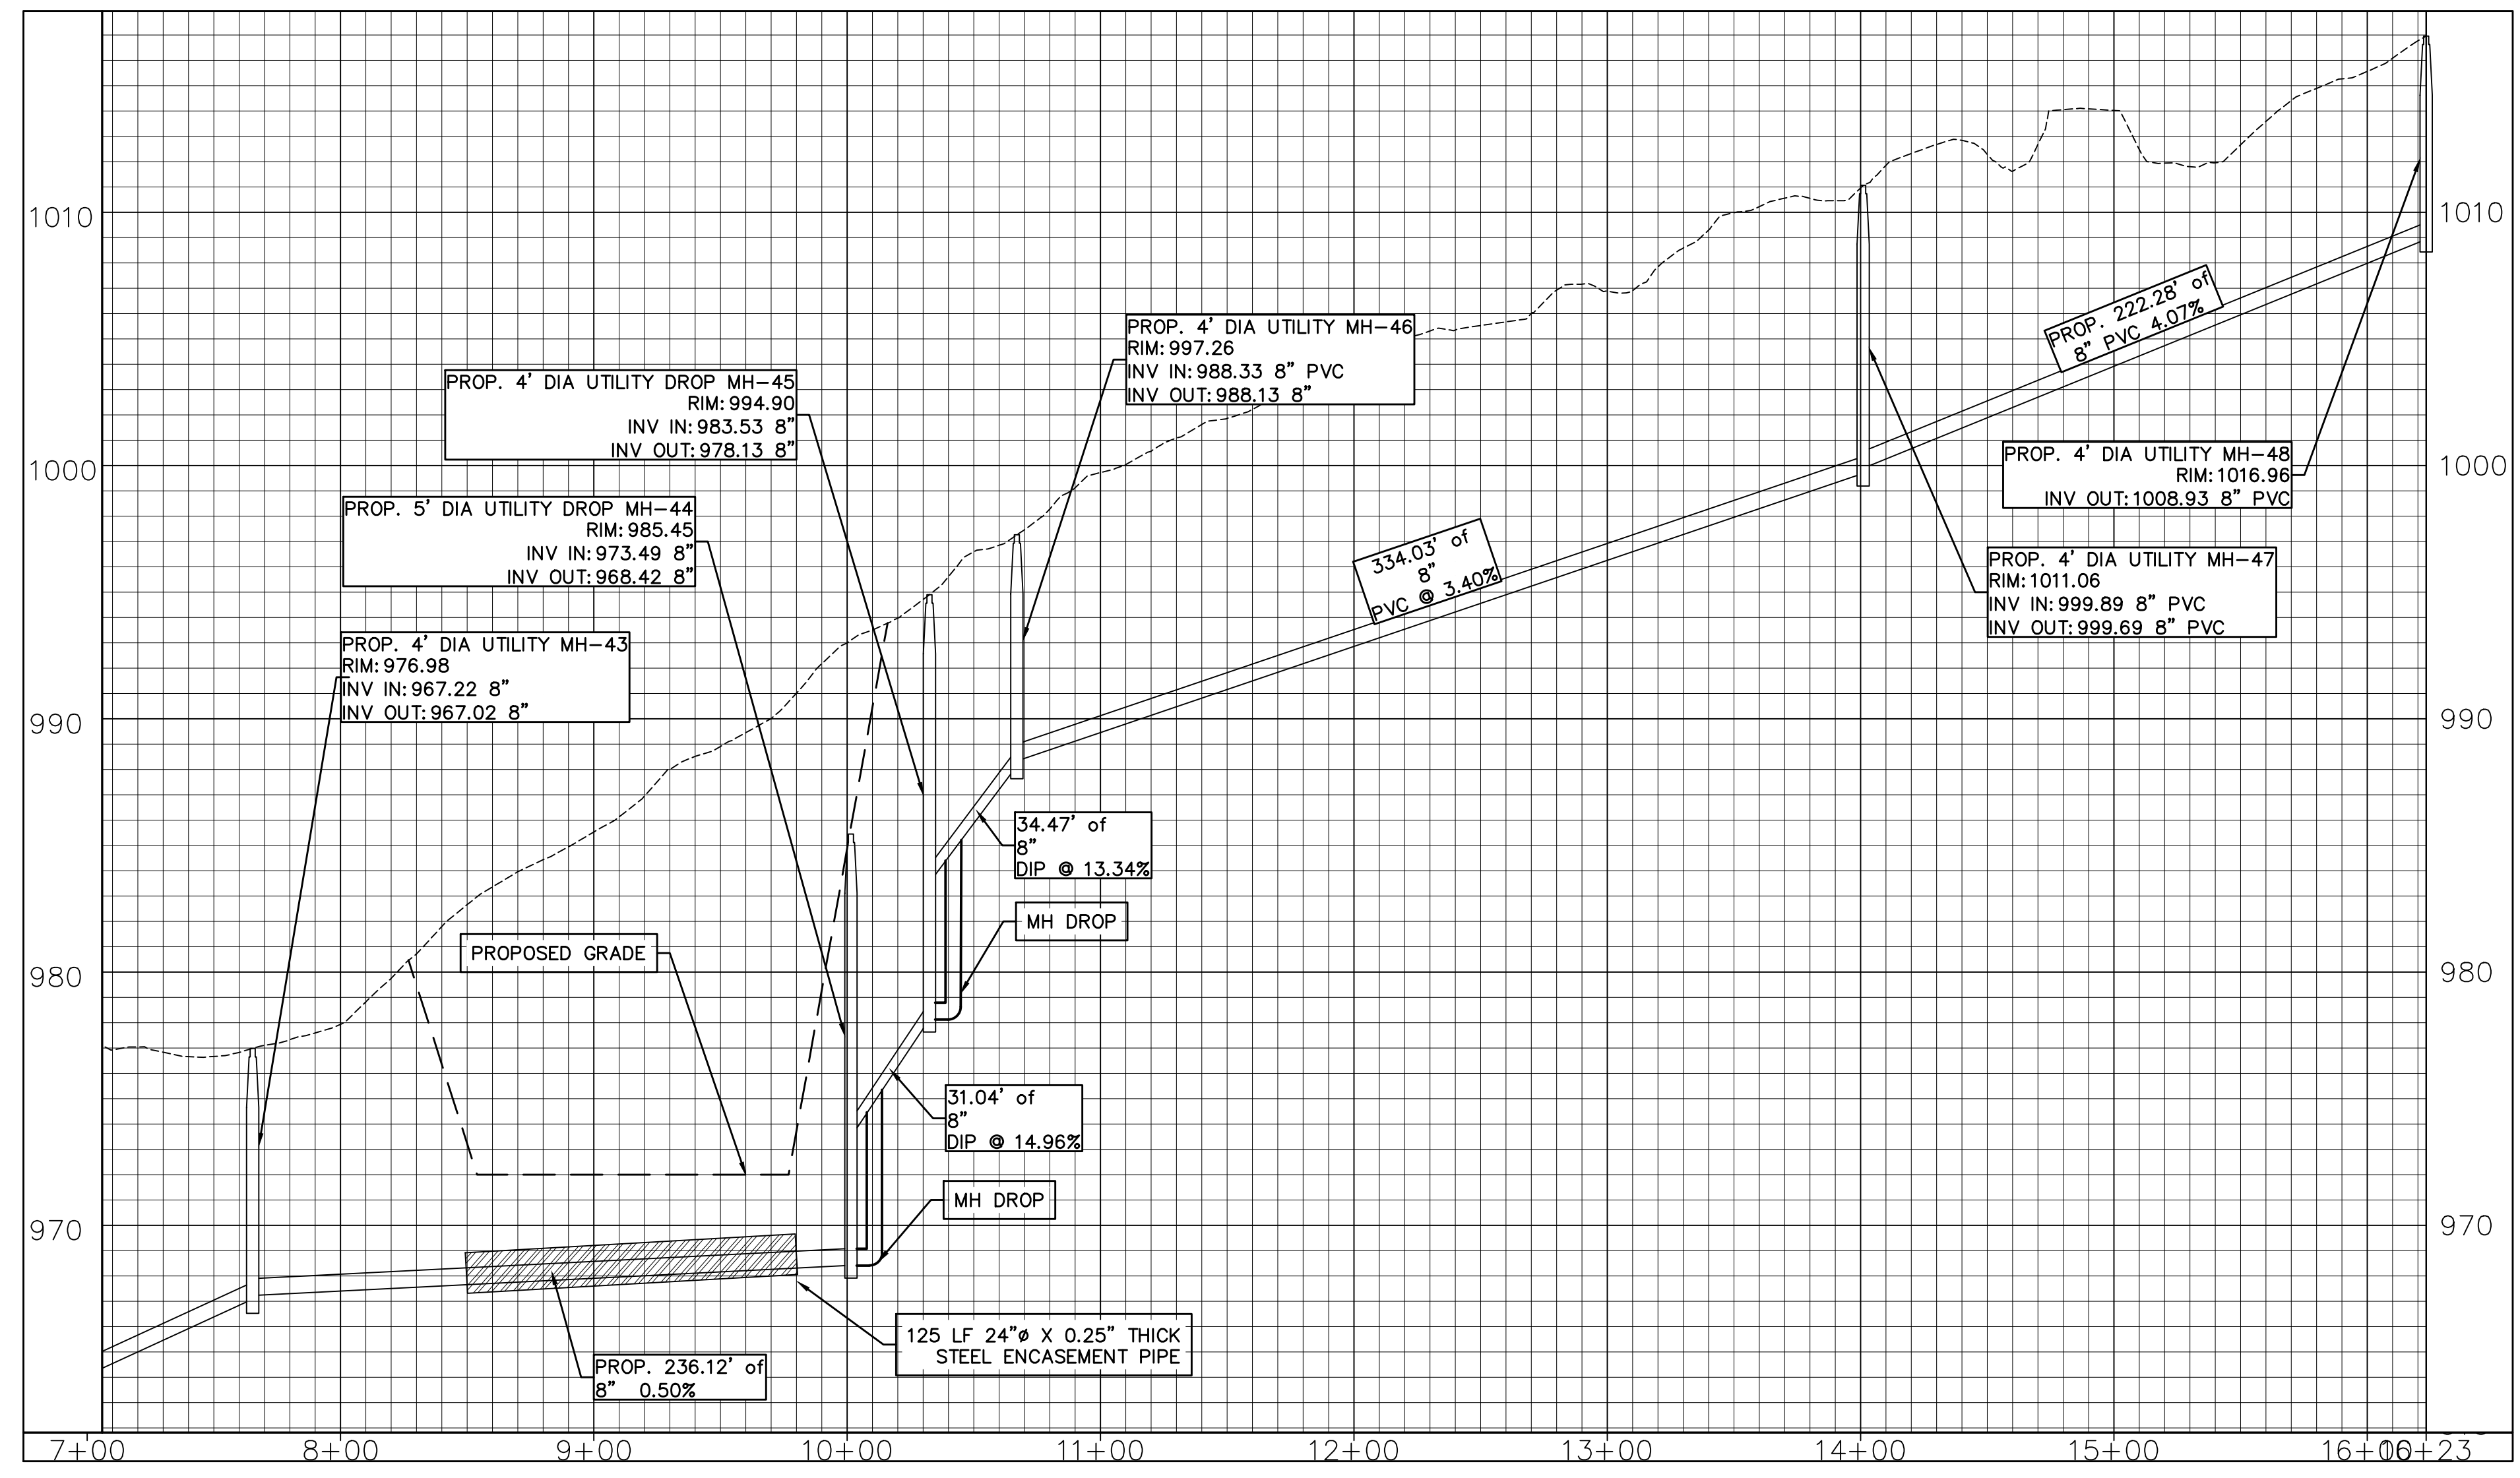 1010
1010
PROP. 222.28' of
8" PVC 4.07%
PROP. 4' DIA UTILITY MH-46
RIM: 997.26
INV IN: 988.33 8" PVC
INV OUT: 988.13 8"
PROP. 4' DIA UTILITY DROP MH-45
RIM: 994.90
INV IN: 983.53 8"
INV OUT: 978.13 8"
1000
1000
PROP. 4' DIA UTILITY MH-48
RIM: 1016.96
INV OUT: 1008.93 8" PVC
PROP. 5' DIA UTILITY DROP MH-44
RIM: 985.45
INV IN: 973.49 8"
INV OUT: 968.42 8"
334.03' of
8"
PVC @ 3.40%
PROP. 4' DIA UTILITY MH-47
RIM: 1011.06
INV IN: 999.89 8" PVC
INV OUT: 999.69 8" PVC
PROP. 4' DIA UTILITY MH-43
RIM: 976.98
INV IN: 967.22 8"
INV OUT: 967.02 8"
990
990
34.47' of
8"
DIP @ 13.34%
MH DROP
PROPOSED GRADE
980
980
31.04' of
8"
DIP @ 14.96%
MH DROP
970
970
125 LF 24"ø X 0.25" THICK
STEEL ENCASEMENT PIPE
PROP. 236.12' of
8" 0.50%
7+00 8+00 9+00 10+00 11+00 12+00 13+00 14+00 15+00 16+00 16+23